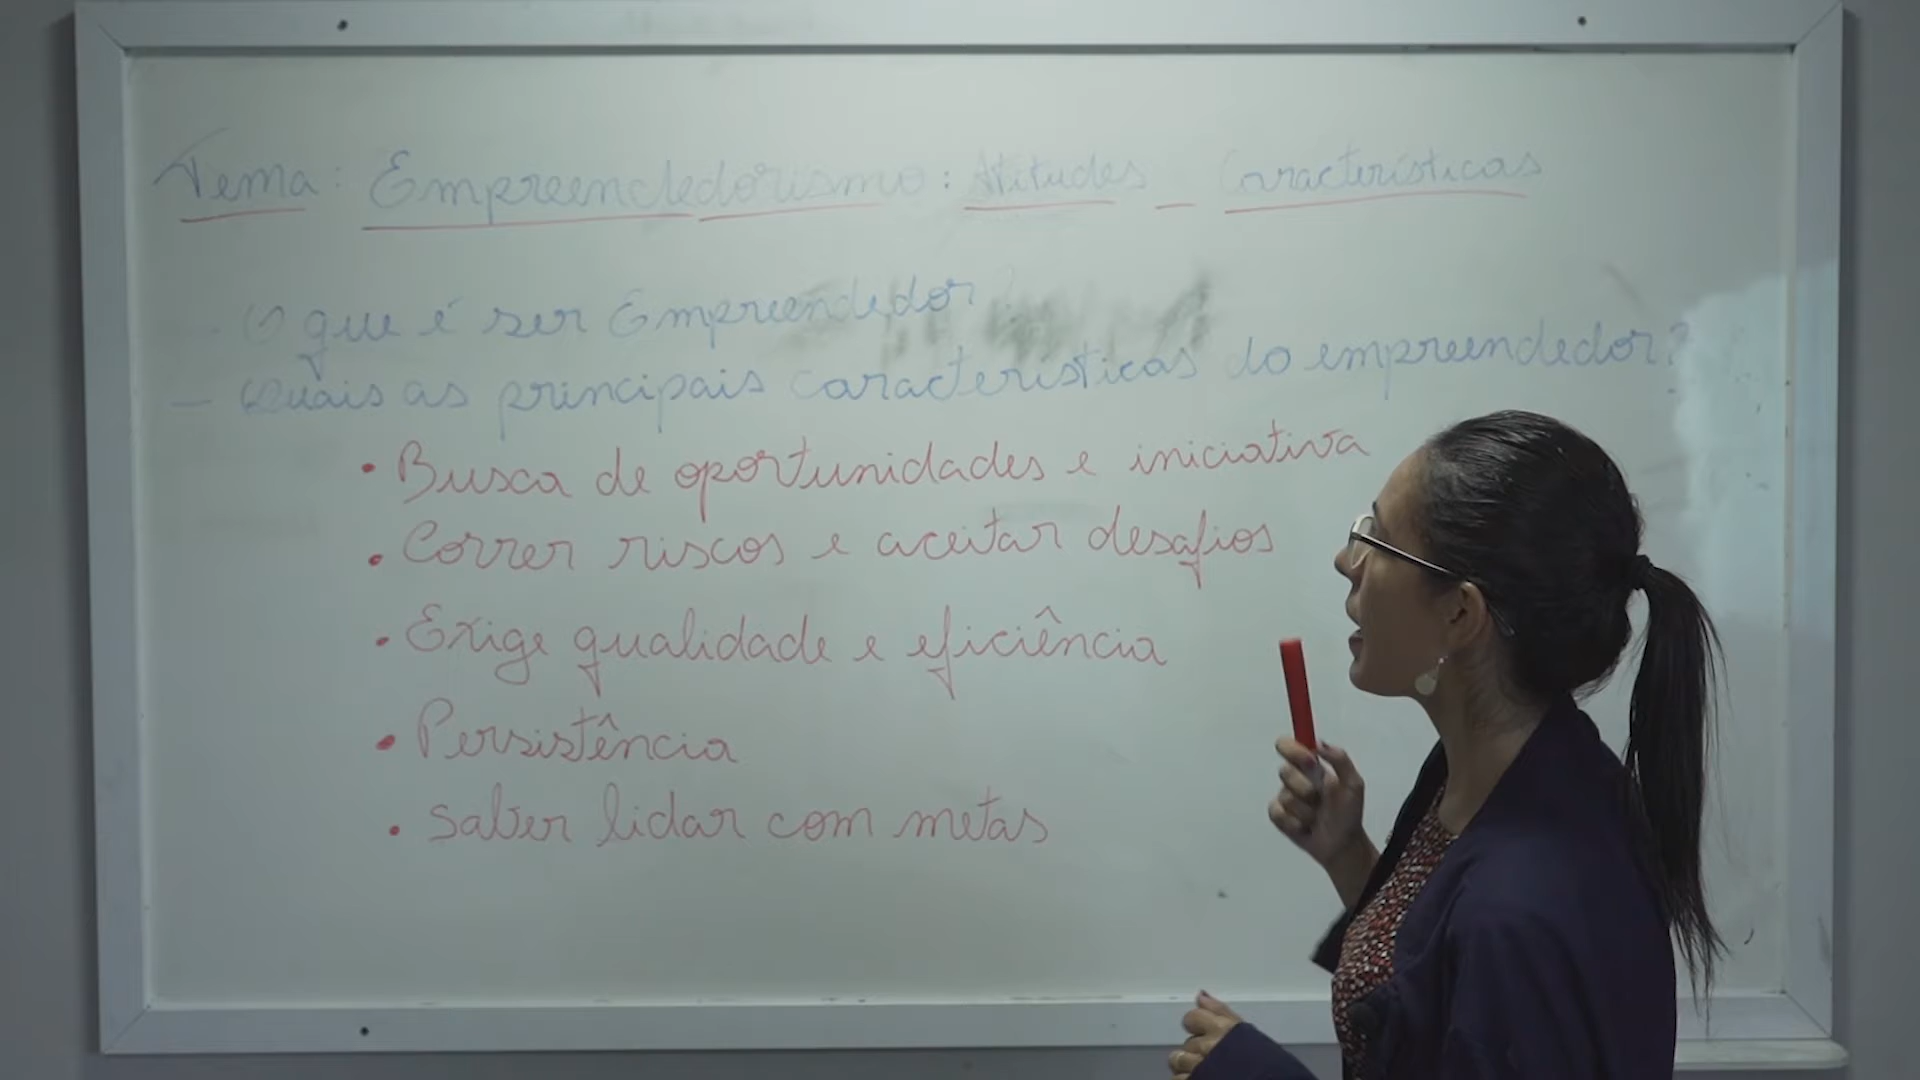 Tema: Empreendedorismo: Atitudes - Características
- O que é ser Empreendedor?
- Quais as principais características do empreendedor?
• Busca de oportunidades e iniciativa
• Correr riscos e aceitar desafios
• Exige qualidade e eficiência
• Persistência
• Saber lidar com metas